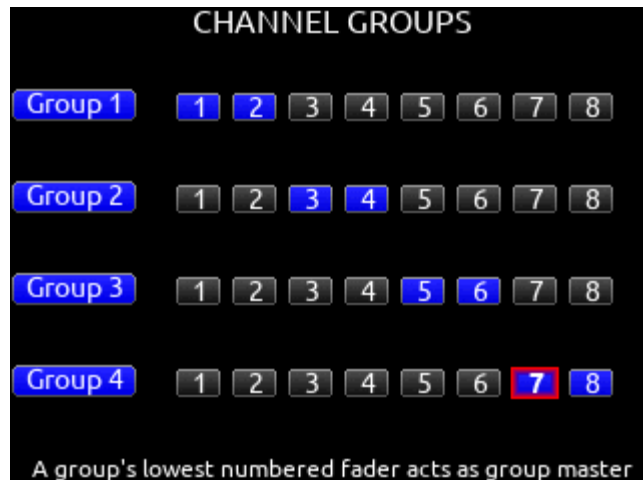 CHANNEL GROUPS
Group 1 1 2 3 4 5 6 7 8
Group 2 1 2 3 4 5 6 7 8
Group 3 1 2 3 4 5 6 7 8
Group 4 1 2 3 4 5 6 7 8
A group's lowest numbered fader acts as group master